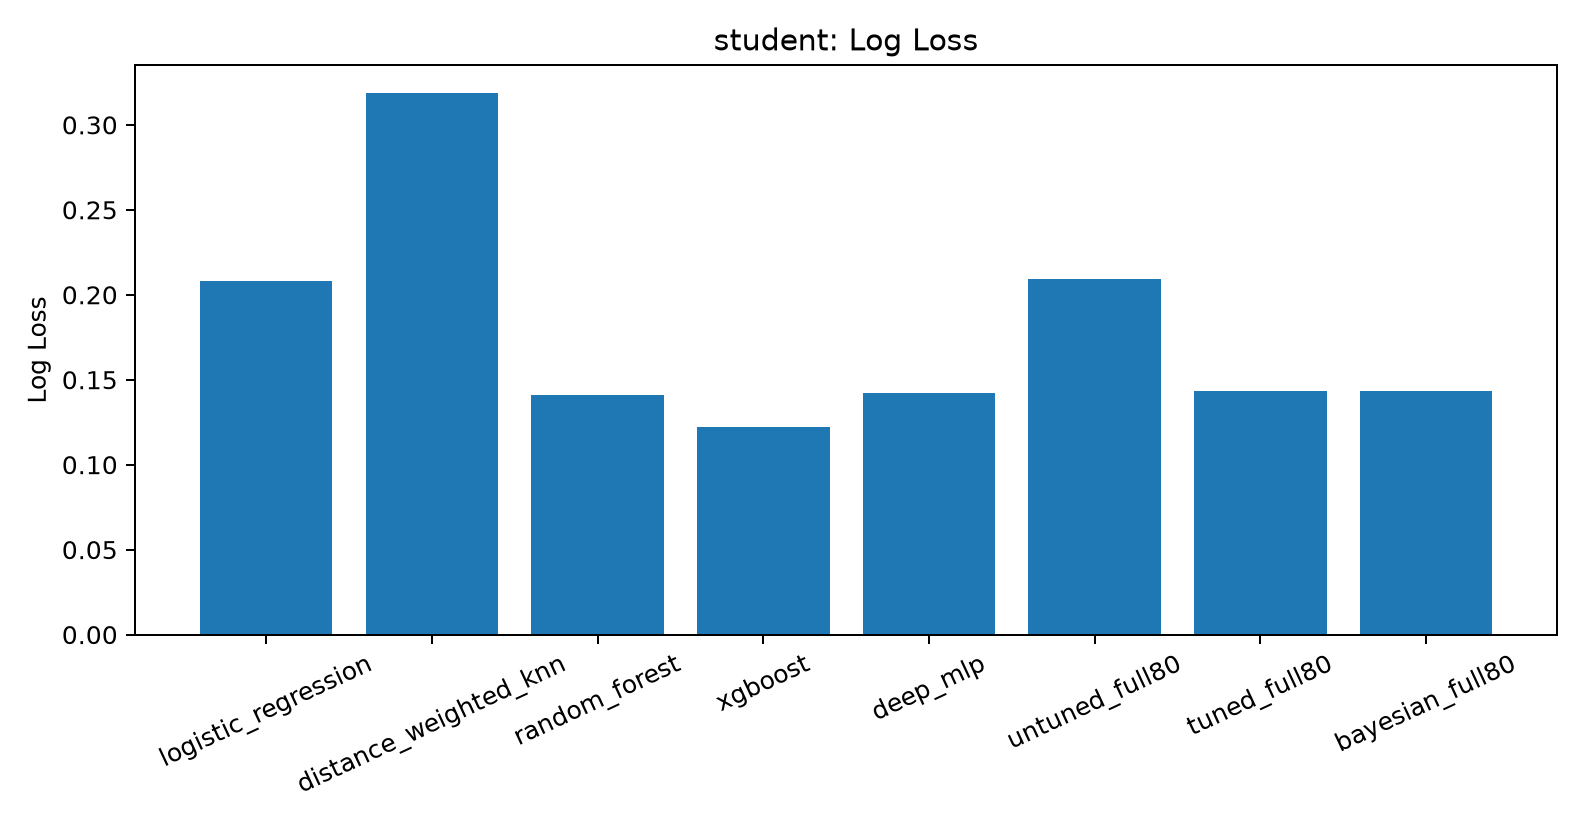 student: Log Loss
Log Loss
0.30
0.25
0.20
0.15
0.10
0.05
0.00
logistic_regression
distance_weighted_knn
random_forest
xgboost
deep_mlp
untuned_full80
tuned_full80
bayesian_full80